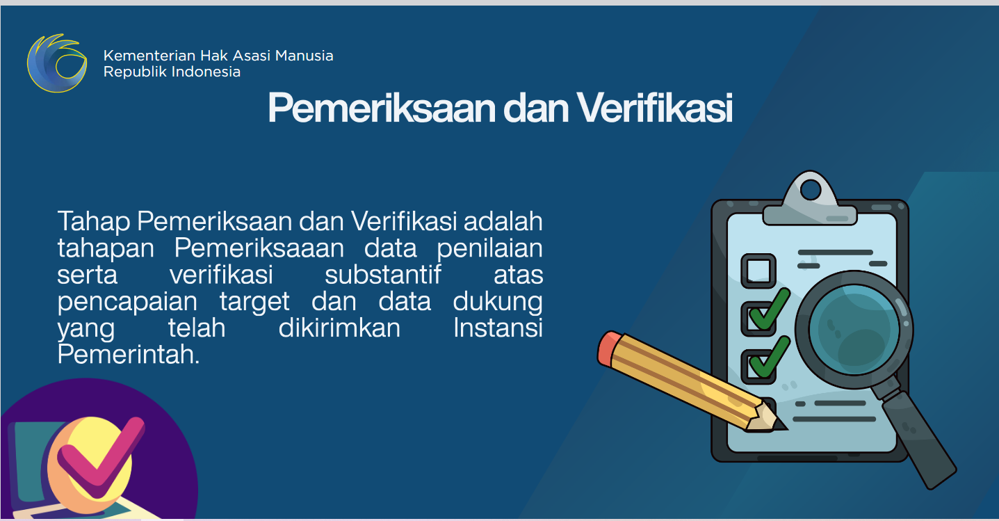 Kementerian Hak Asasi Manusia
Republik Indonesia
Pemeriksaan dan Verifikasi
Tahap Pemeriksaan dan Verifikasi adalah
tahapan Pemeriksaaan data penilaian
serta verifikasi substantif atas
pencapaian target dan data dukung
yang telah dikirimkan Instansi
Pemerintah.